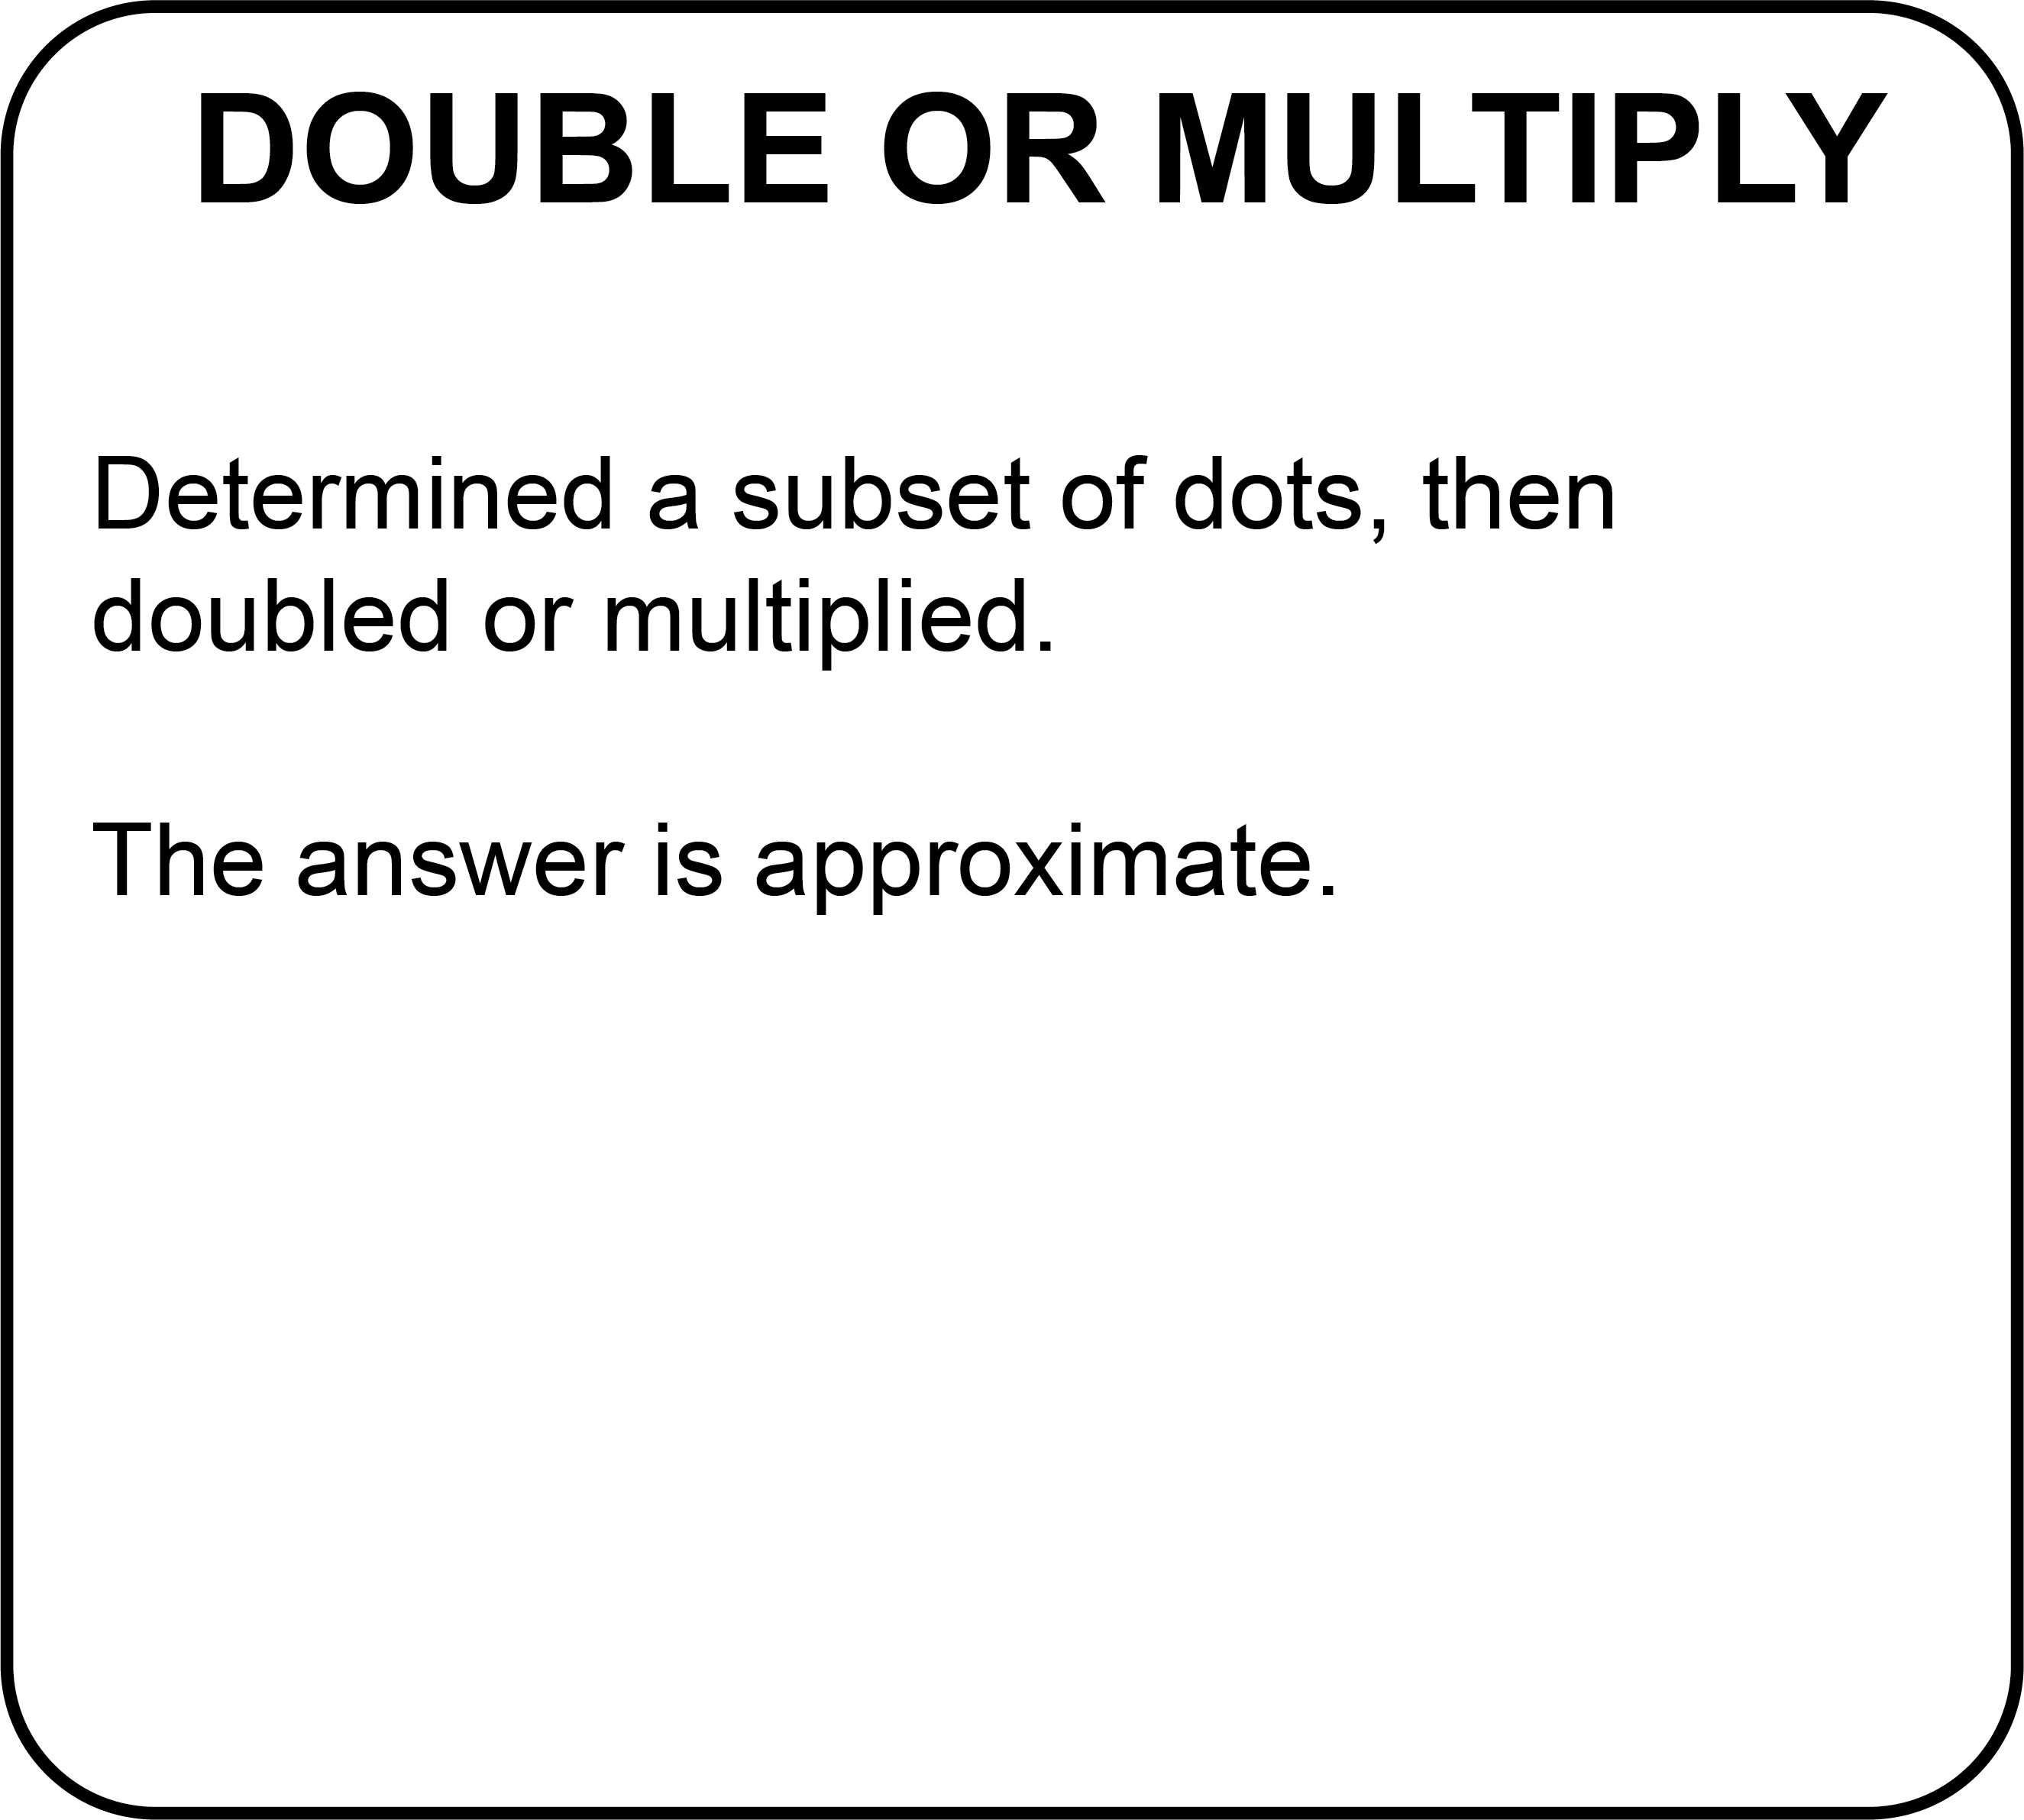 DOUBLE OR MULTIPLY
Determined a subset of dots, then
doubled or multiplied.
The answer is approximate.